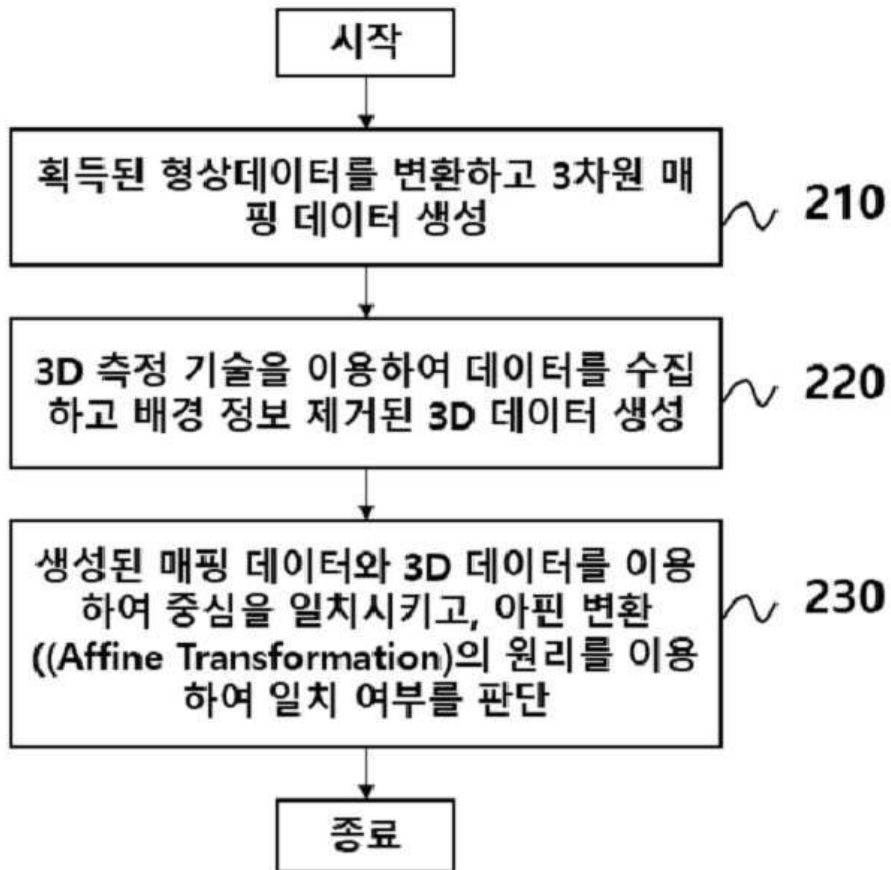 시작
획득된 형상데이터를 변환하고 3차원 매
핑 데이터 생성
210
3D 측정 기술을 이용하여 데이터를 수집
하고 배경 정보 제거된 3D 데이터 생성
220
생성된 매핑 데이터와 3D 데이터를 이용
하여 중심을 일치시키고, 아핀 변환
((Affine Transformation)의 원리를 이용
하여 일치 여부를 판단
230
종료